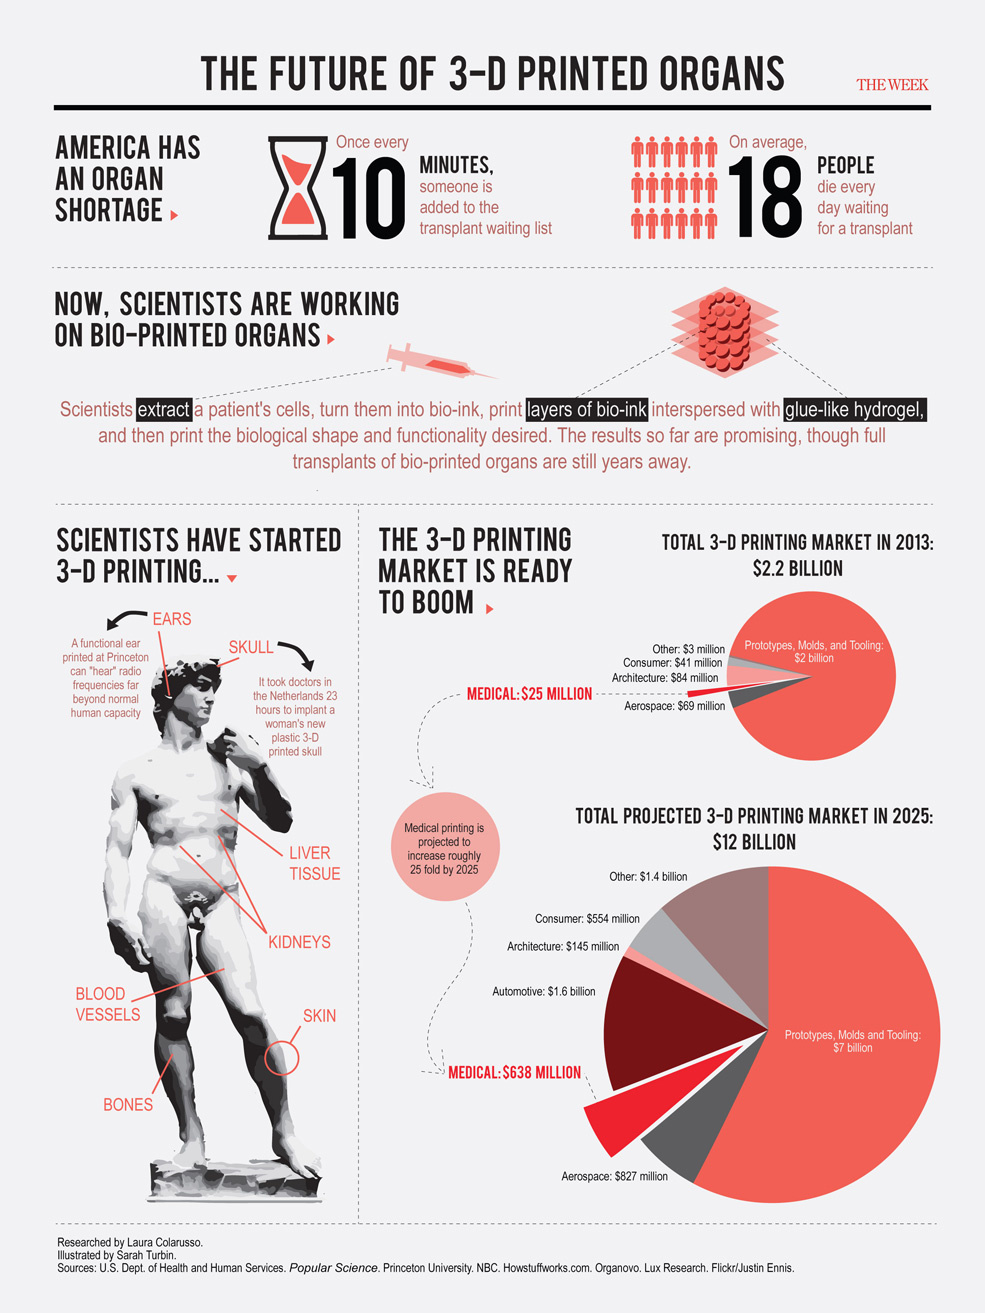 THE FUTURE OF 3-D PRINTED ORGANS
THE WEEK
AMERICA HAS
AN ORGAN
SHORTAGE
Once every
10
MINUTES,
someone is
added to the
transplant waiting list
On average,
18
PEOPLE
die every
day waiting
for a transplant
NOW, SCIENTISTS ARE WORKING
ON BIO-PRINTED ORGANS
Scientists extract a patient's cells, turn them into bio-ink, print layers of bio-ink interspersed with glue-like hydrogel,
and then print the biological shape and functionality desired. The results so far are promising, though full
transplants of bio-printed organs are still years away.
SCIENTISTS HAVE STARTED
3-D PRINTING...
EARS
A functional ear
printed at Princeton
can "hear" radio
frequencies far
beyond normal
human capacity
SKULL
It took doctors in
the Netherlands 23
hours to implant a
woman's new
plastic 3-D
printed skull
LIVER
TISSUE
KIDNEYS
BLOOD
VESSELS
SKIN
BONES
THE 3-D PRINTING
MARKET IS READY
TO BOOM
TOTAL 3-D PRINTING MARKET IN 2013:
$2.2 BILLION
Prototypes, Molds, and Tooling:
$2 billion
Other: $3 million
Consumer: $41 million
Architecture: $84 million
MEDICAL: $25 MILLION
Aerospace: $69 million
Medical printing is
projected to
increase roughly
25 fold by 2025
TOTAL PROJECTED 3-D PRINTING MARKET IN 2025:
$12 BILLION
Other: $1.4 billion
Consumer: $554 million
Architecture: $145 million
Automotive: $1.6 billion
Prototypes, Molds and Tooling:
$7 billion
MEDICAL: $638 MILLION
Aerospace: $827 million
Researched by Laura Colarusso.
Illustrated by Sarah Turbin.
Sources: U.S. Dept. of Health and Human Services. Popular Science. Princeton University. NBC. Howstuffworks.com. Organovo. Lux Research. Flickr/Justin Ennis.